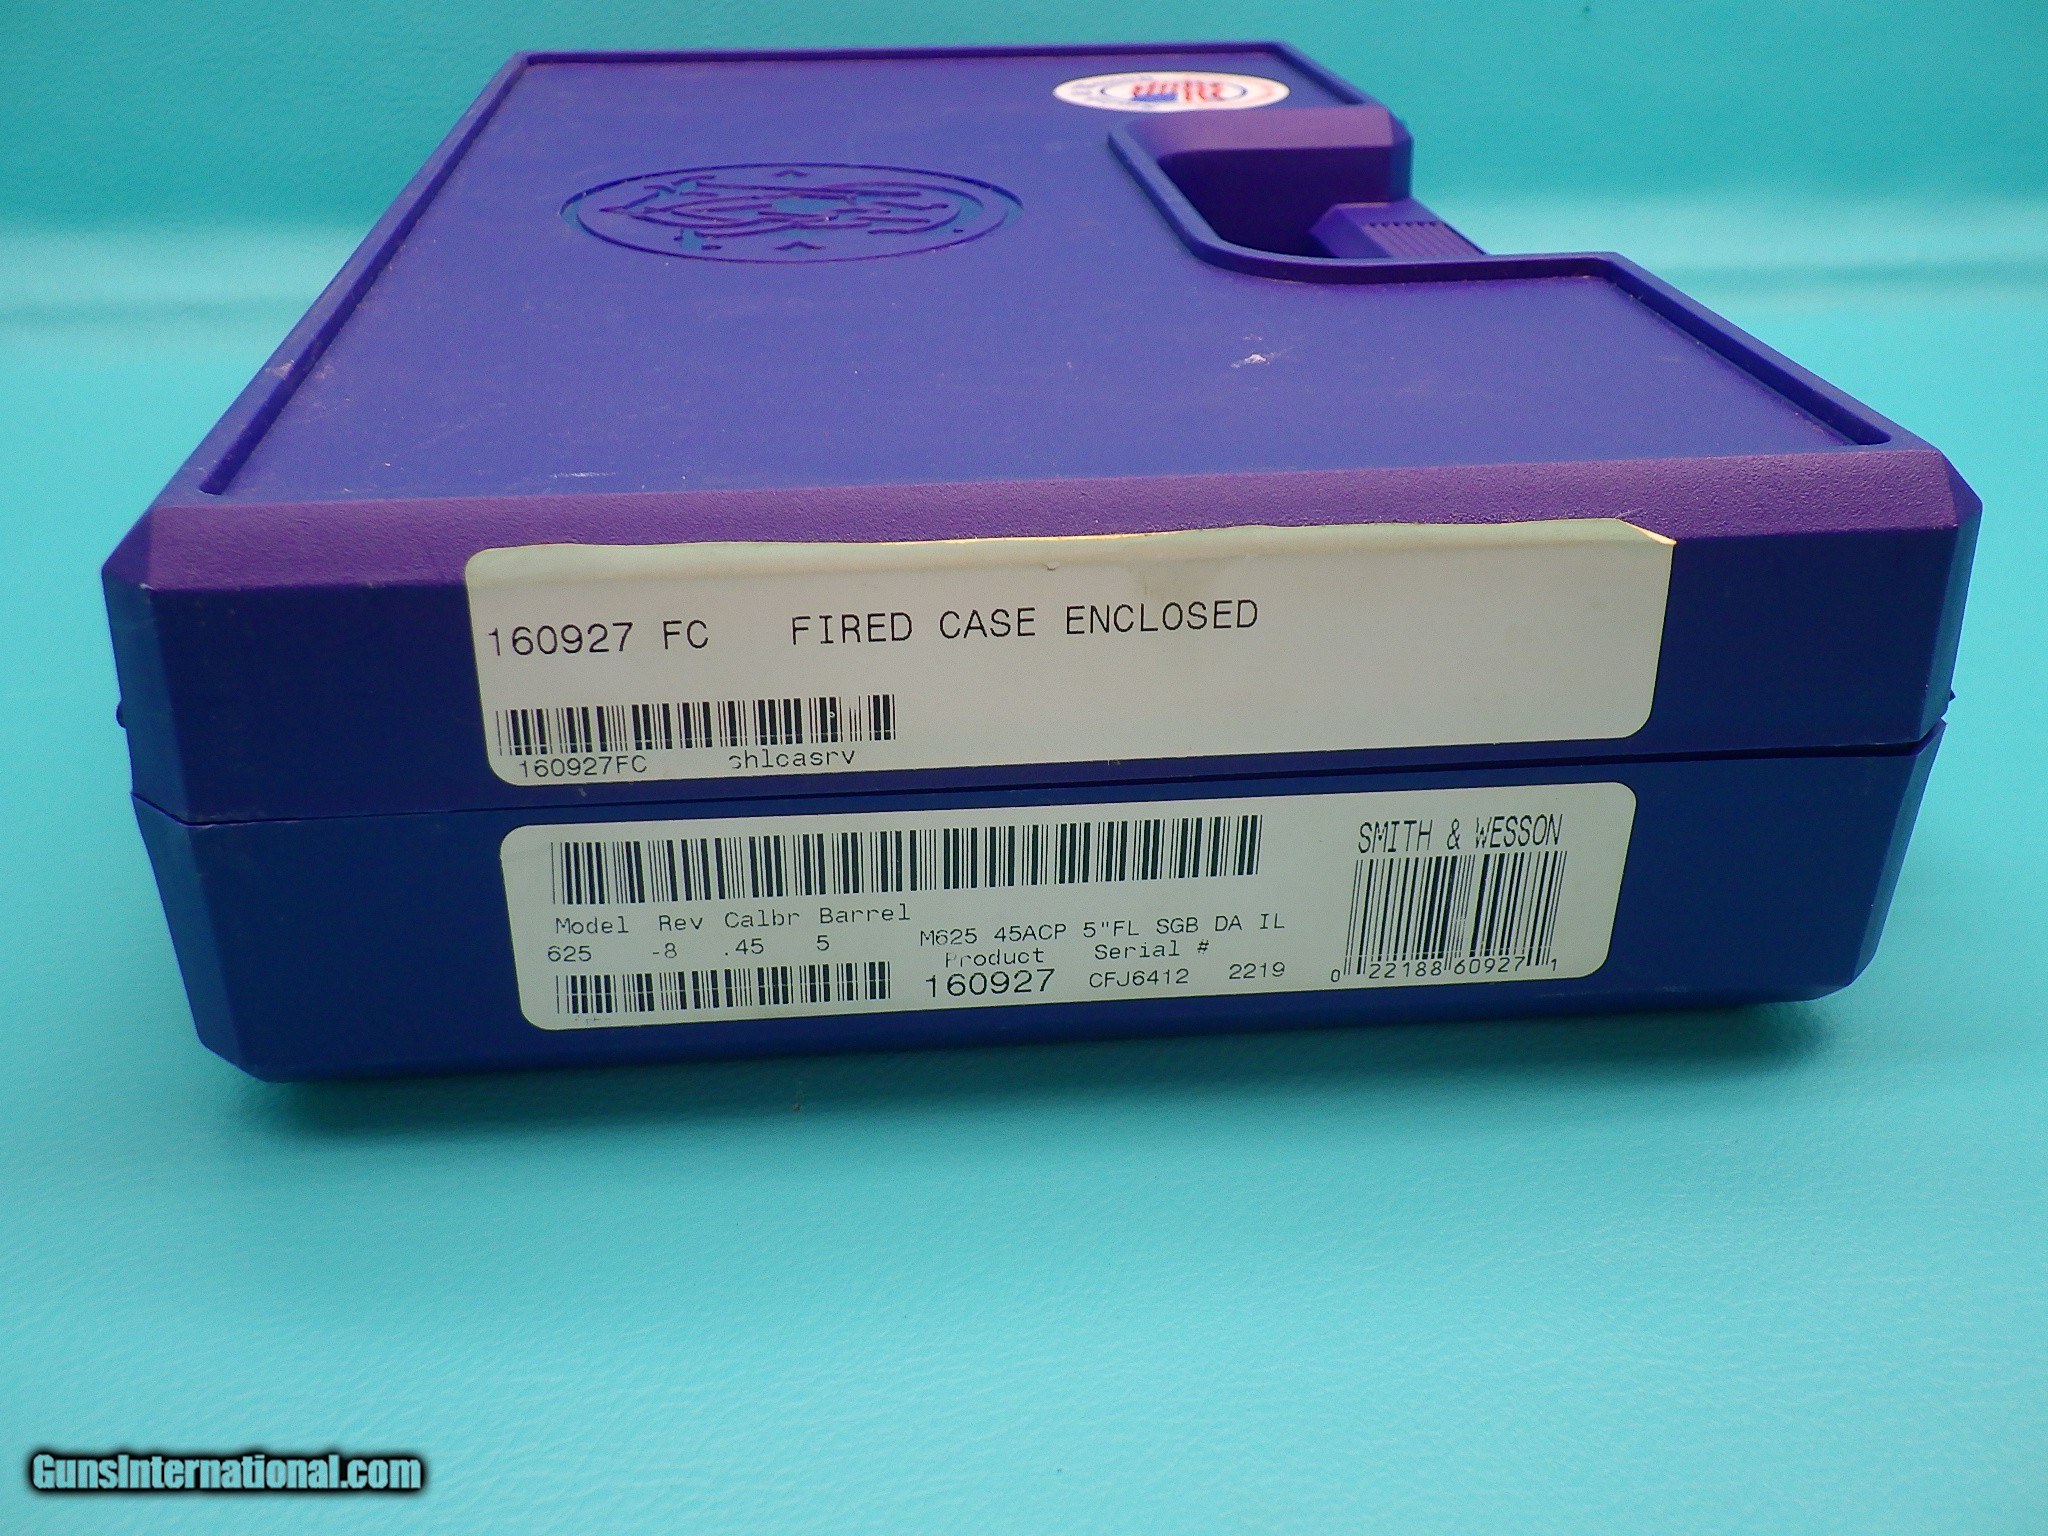 160927 FC FIRED CASE ENCLOSED
160927FC shlcasrv
SMITH & WESSON
Model Rev Calbr Barrel
625 -8 .45 5
M625 45ACP 5"FL SGB DA IL
Product Serial #
160927 CFJ6412 2219
0 22188 60927 1
GunsInternational.com